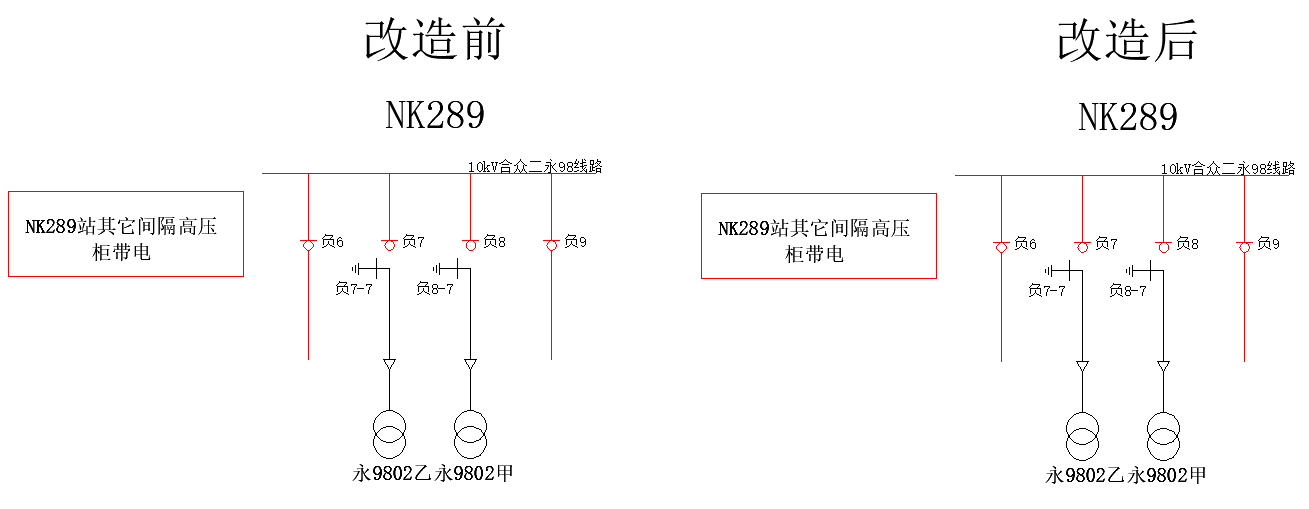 改造前
NK289
10kV合众二永98线路
NK289站其它间隔高压
柜带电
负6
负7
负8
负9
负7-7
负8-7
永9802乙
永9802甲
改造后
NK289
10kV合众二永98线路
NK289站其它间隔高压
柜带电
负6
负7
负8
负9
负7-7
负8-7
永9802乙
永9802甲